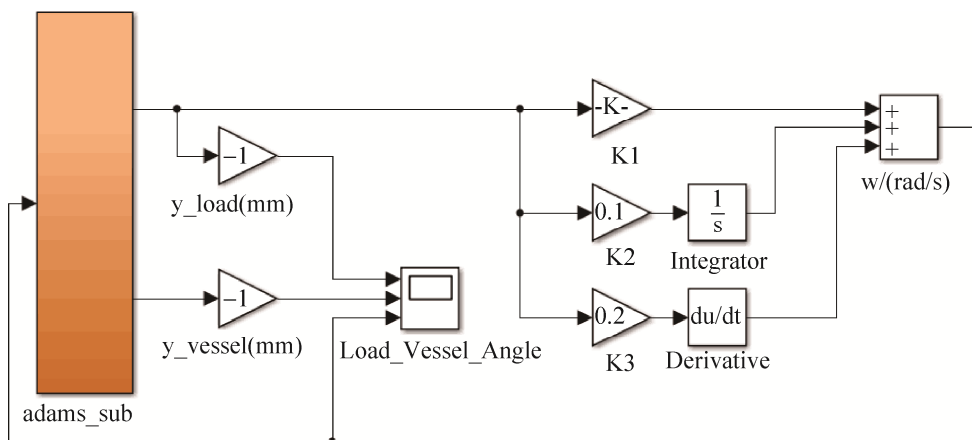 -K-
K1
+
+
+
w/(rad/s)
−1
y_load(mm)
0.1
K2
1
s
Integrator
−1
y_vessel(mm)
Load_Vessel_Angle
0.2
K3
du/dt
Derivative
adams_sub